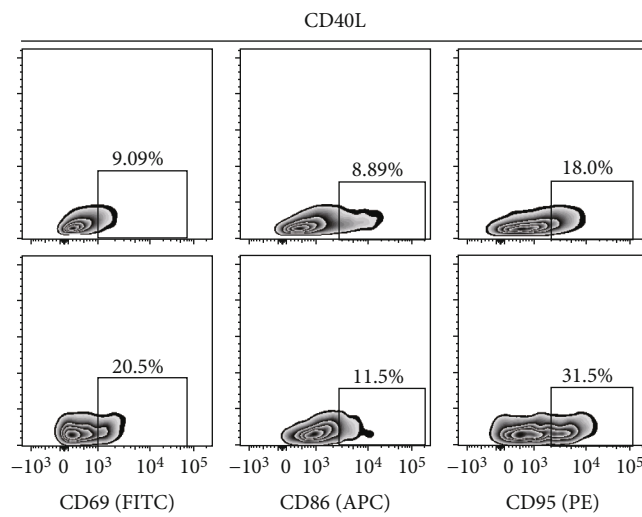 CD40L
9.09% 8.89% 18.0%
20.5% 11.5% 31.5%
−10³ 0 10³ 10⁴ 10⁵ −10³ 0 10³ 10⁴ 10⁵ −10³ 0 10³ 10⁴ 10⁵
CD69 (FITC) CD86 (APC) CD95 (PE)